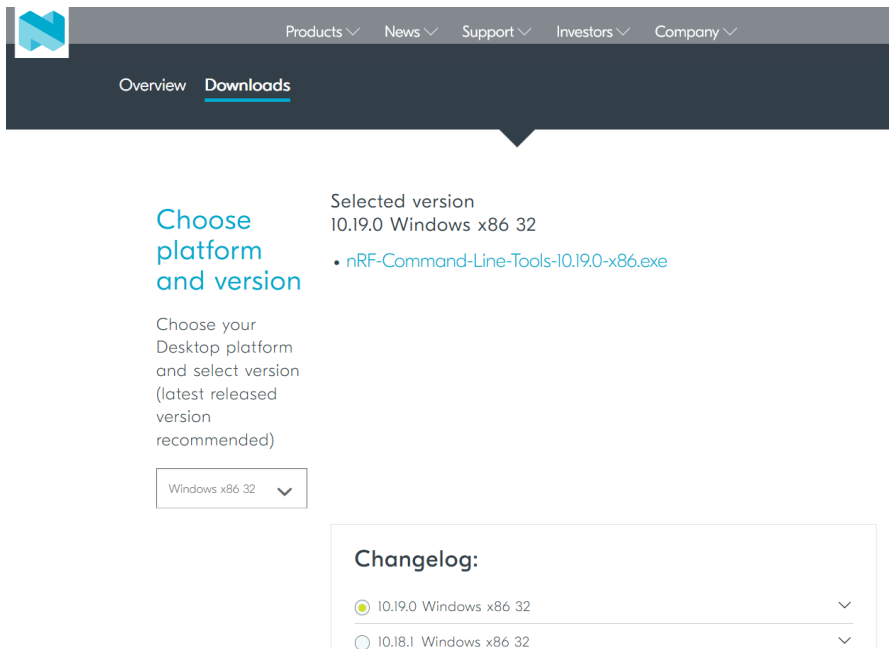 Products News Support Investors Company
Overview Downloads
Choose
platform
and version
Choose your
Desktop platform
and select version
(latest released
version
recommended)
Windows x86 32
Selected version
10.19.0 Windows x86 32
• nRF-Command-Line-Tools-10.19.0-x86.exe
Changelog:
10.19.0 Windows x86 32
10.18.1 Windows x86 32